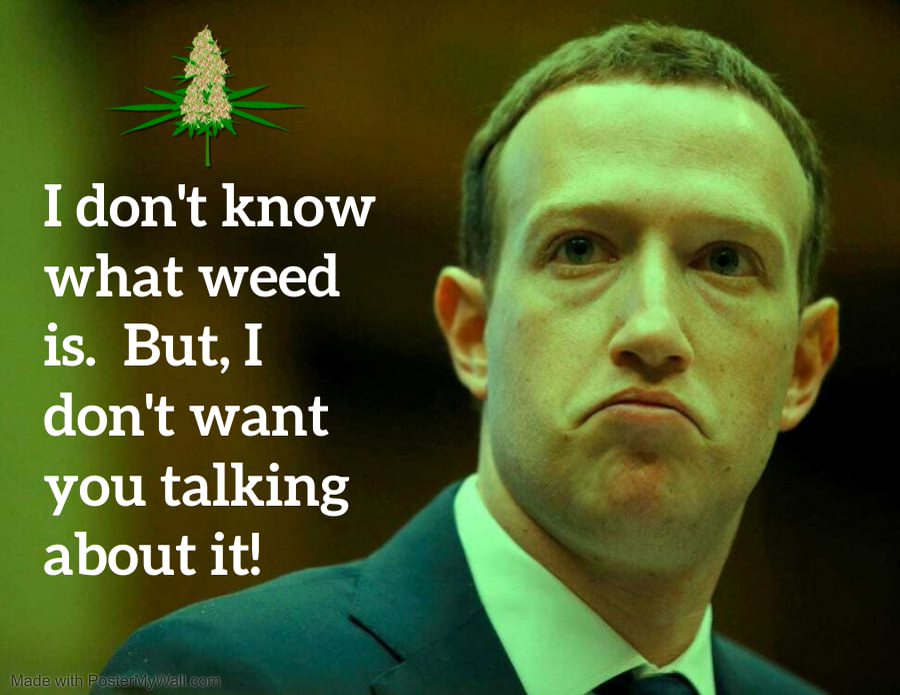 I don't know
what weed
is.  But, I
don't want
you talking
about it!
Made with PosterMyWall.com